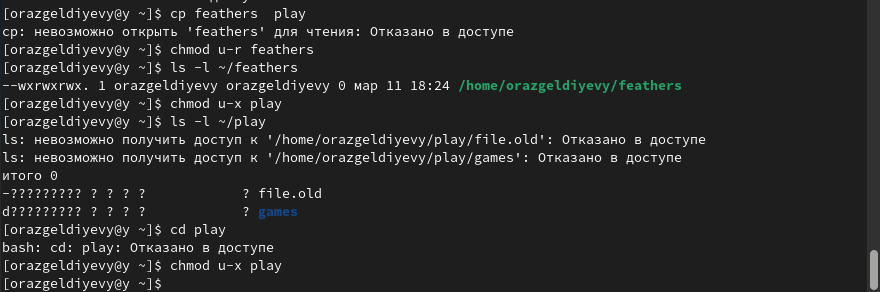 [orazgeldiyevy@y ~]$ cp feathers  play
cp: невозможно открыть 'feathers' для чтения: Отказано в доступе
[orazgeldiyevy@y ~]$ chmod u-r feathers
[orazgeldiyevy@y ~]$ ls -l ~/feathers
--wxrwxrwx. 1 orazgeldiyevy orazgeldiyevy 0 мар 11 18:24 /home/orazgeldiyevy/feathers
[orazgeldiyevy@y ~]$ chmod u-x play
[orazgeldiyevy@y ~]$ ls -l ~/play
ls: невозможно получить доступ к '/home/orazgeldiyevy/play/file.old': Отказано в доступе
ls: невозможно получить доступ к '/home/orazgeldiyevy/play/games': Отказано в доступе
итого 0
-????????? ? ? ? ?            ? file.old
d????????? ? ? ? ?            ? games
[orazgeldiyevy@y ~]$ cd play
bash: cd: play: Отказано в доступе
[orazgeldiyevy@y ~]$ chmod u-x play
[orazgeldiyevy@y ~]$